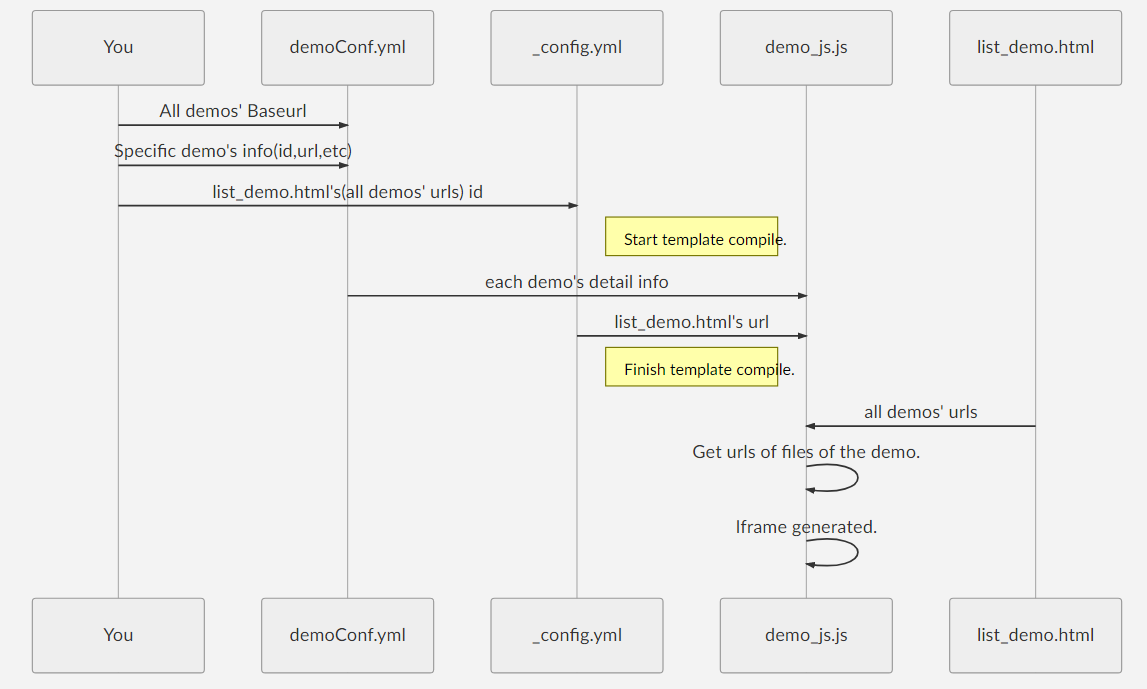 You
demoConf.yml
_config.yml
demo_js.js
list_demo.html
All demos' Baseurl
Specific demo's info(id,url,etc)
list_demo.html's(all demos' urls) id
Start template compile.
each demo's detail info
list_demo.html's url
Finish template compile.
all demos' urls
Get urls of files of the demo.
Iframe generated.
You
demoConf.yml
_config.yml
demo_js.js
list_demo.html